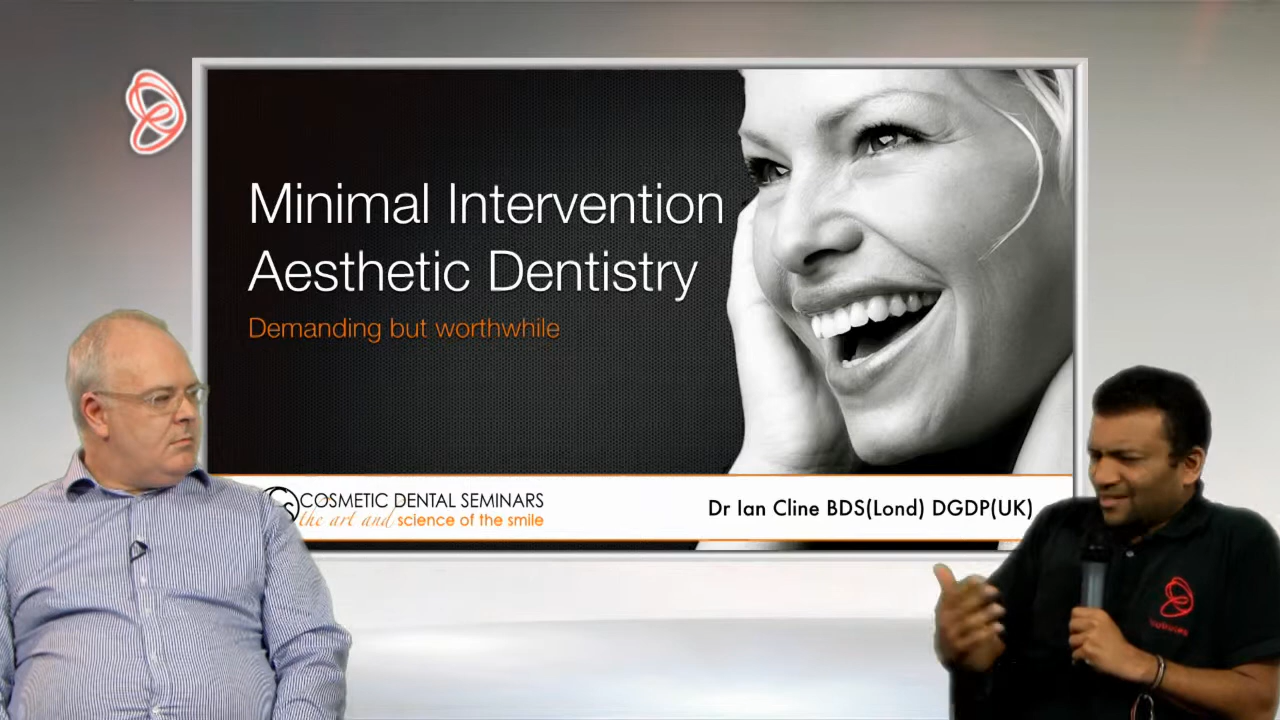 Minimal Intervention
Aesthetic Dentistry
Demanding but worthwhile
COSMETIC DENTAL SEMINARS
the art and science of the smile
Dr Ian Cline BDS(Lond) DGDP(UK)